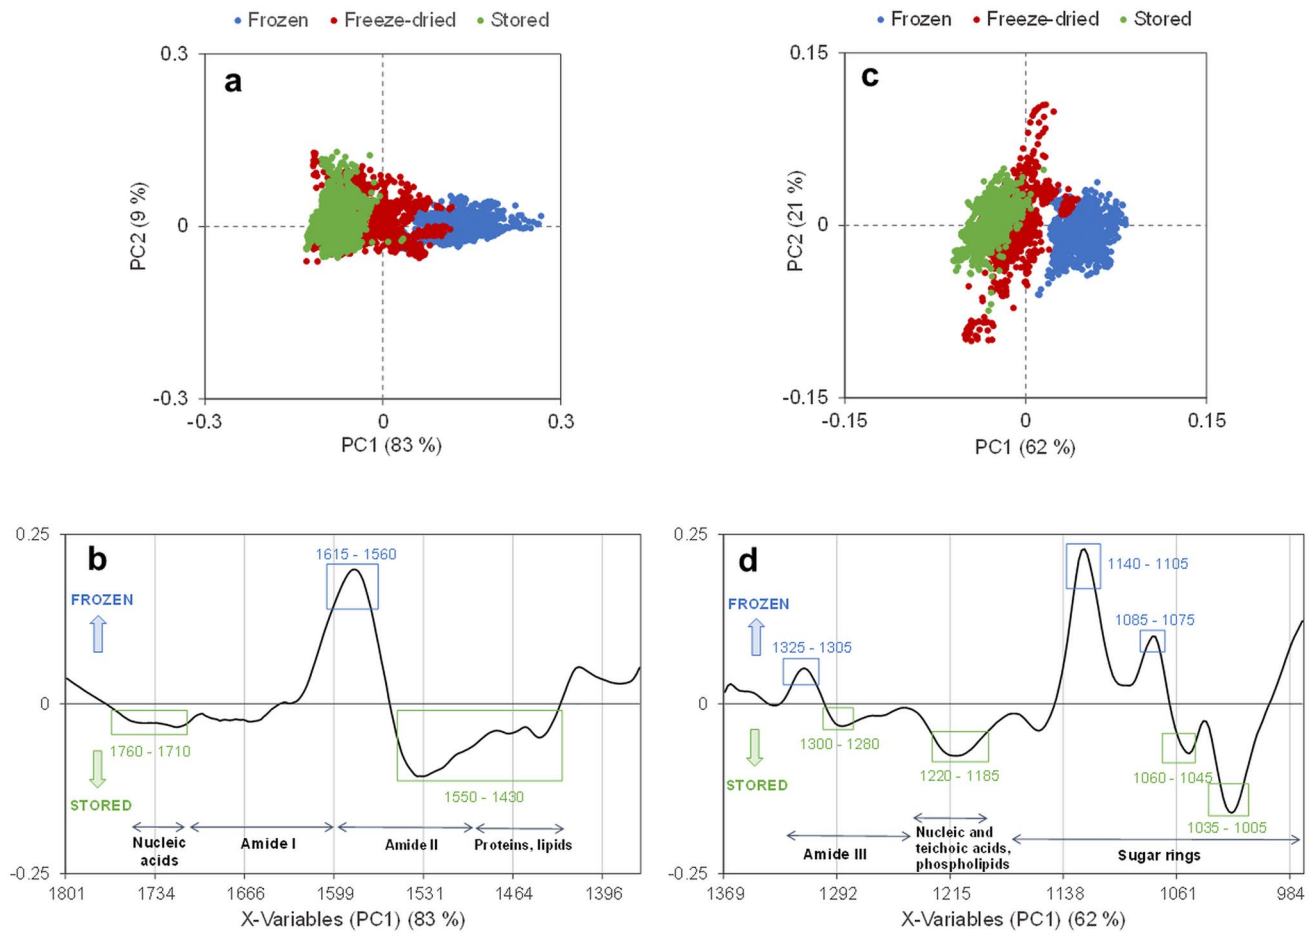 Frozen Freeze-dried Stored
0.3
a
PC2 (9 %)
0
-0.3
-0.3 0 0.3
PC1 (83 %)
Frozen Freeze-dried Stored
0.15
c
PC2 (21 %)
0
-0.15
-0.15 0 0.15
PC1 (62 %)
0.25
b
1615 - 1560
FROZEN
0
1760 - 1710
STORED
1550 - 1430
Nucleic
acids
Amide I
Amide II
Proteins, lipids
-0.25
1801 1734 1666 1599 1531 1464 1396
X-Variables (PC1) (83 %)
0.25
d
1140 - 1105
FROZEN
1085 - 1075
1325 - 1305
0
1300 - 1280
1220 - 1185
1060 - 1045
STORED
1035 - 1005
Amide III
Nucleic and
teichoic acids,
phospholipids
Sugar rings
-0.25
1369 1292 1215 1138 1061 984
X-Variables (PC1) (62 %)